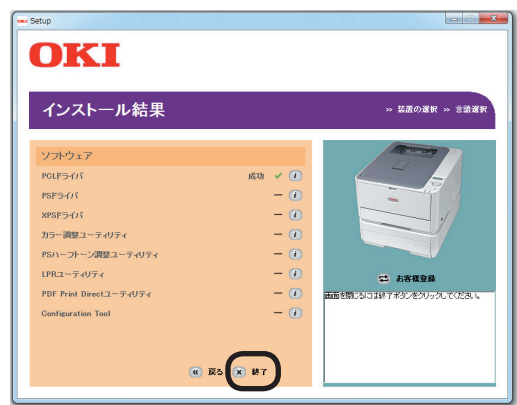 Setup
OKI
インストール結果
» 装置の選択 » 言語選択
ソフトウェア
PCLドライバ 成功
PSドライバ
XPSドライバ
カラー調整ユーティリティ
PSハーフトーン調整ユーティリティ
LPRユーティリティ
PDF Print Directユーティリティ
Configuration Tool
お客様登録
画面を閉じるには終了ボタンをクリックしてください。
戻る 終了